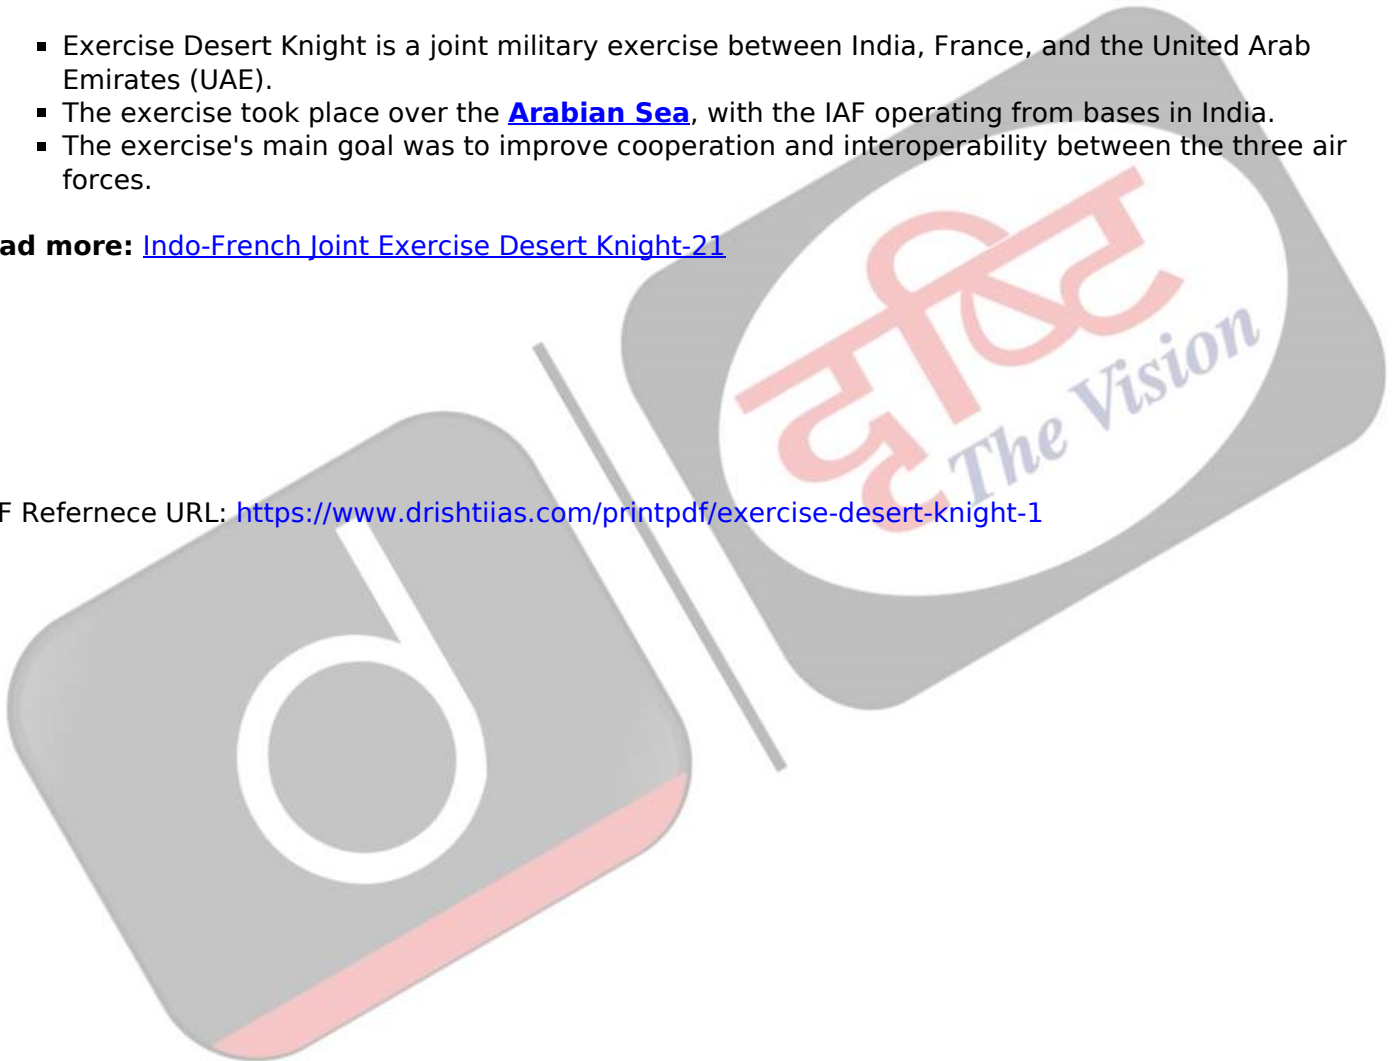 ▪ Exercise Desert Knight is a joint military exercise between India, France, and the United Arab
Emirates (UAE).
▪ The exercise took place over the Arabian Sea, with the IAF operating from bases in India.
▪ The exercise's main goal was to improve cooperation and interoperability between the three air
forces.
ad more: Indo-French Joint Exercise Desert Knight-21
दृष्टि
The Vision
F Refernece URL: https://www.drishtiias.com/printpdf/exercise-desert-knight-1
d